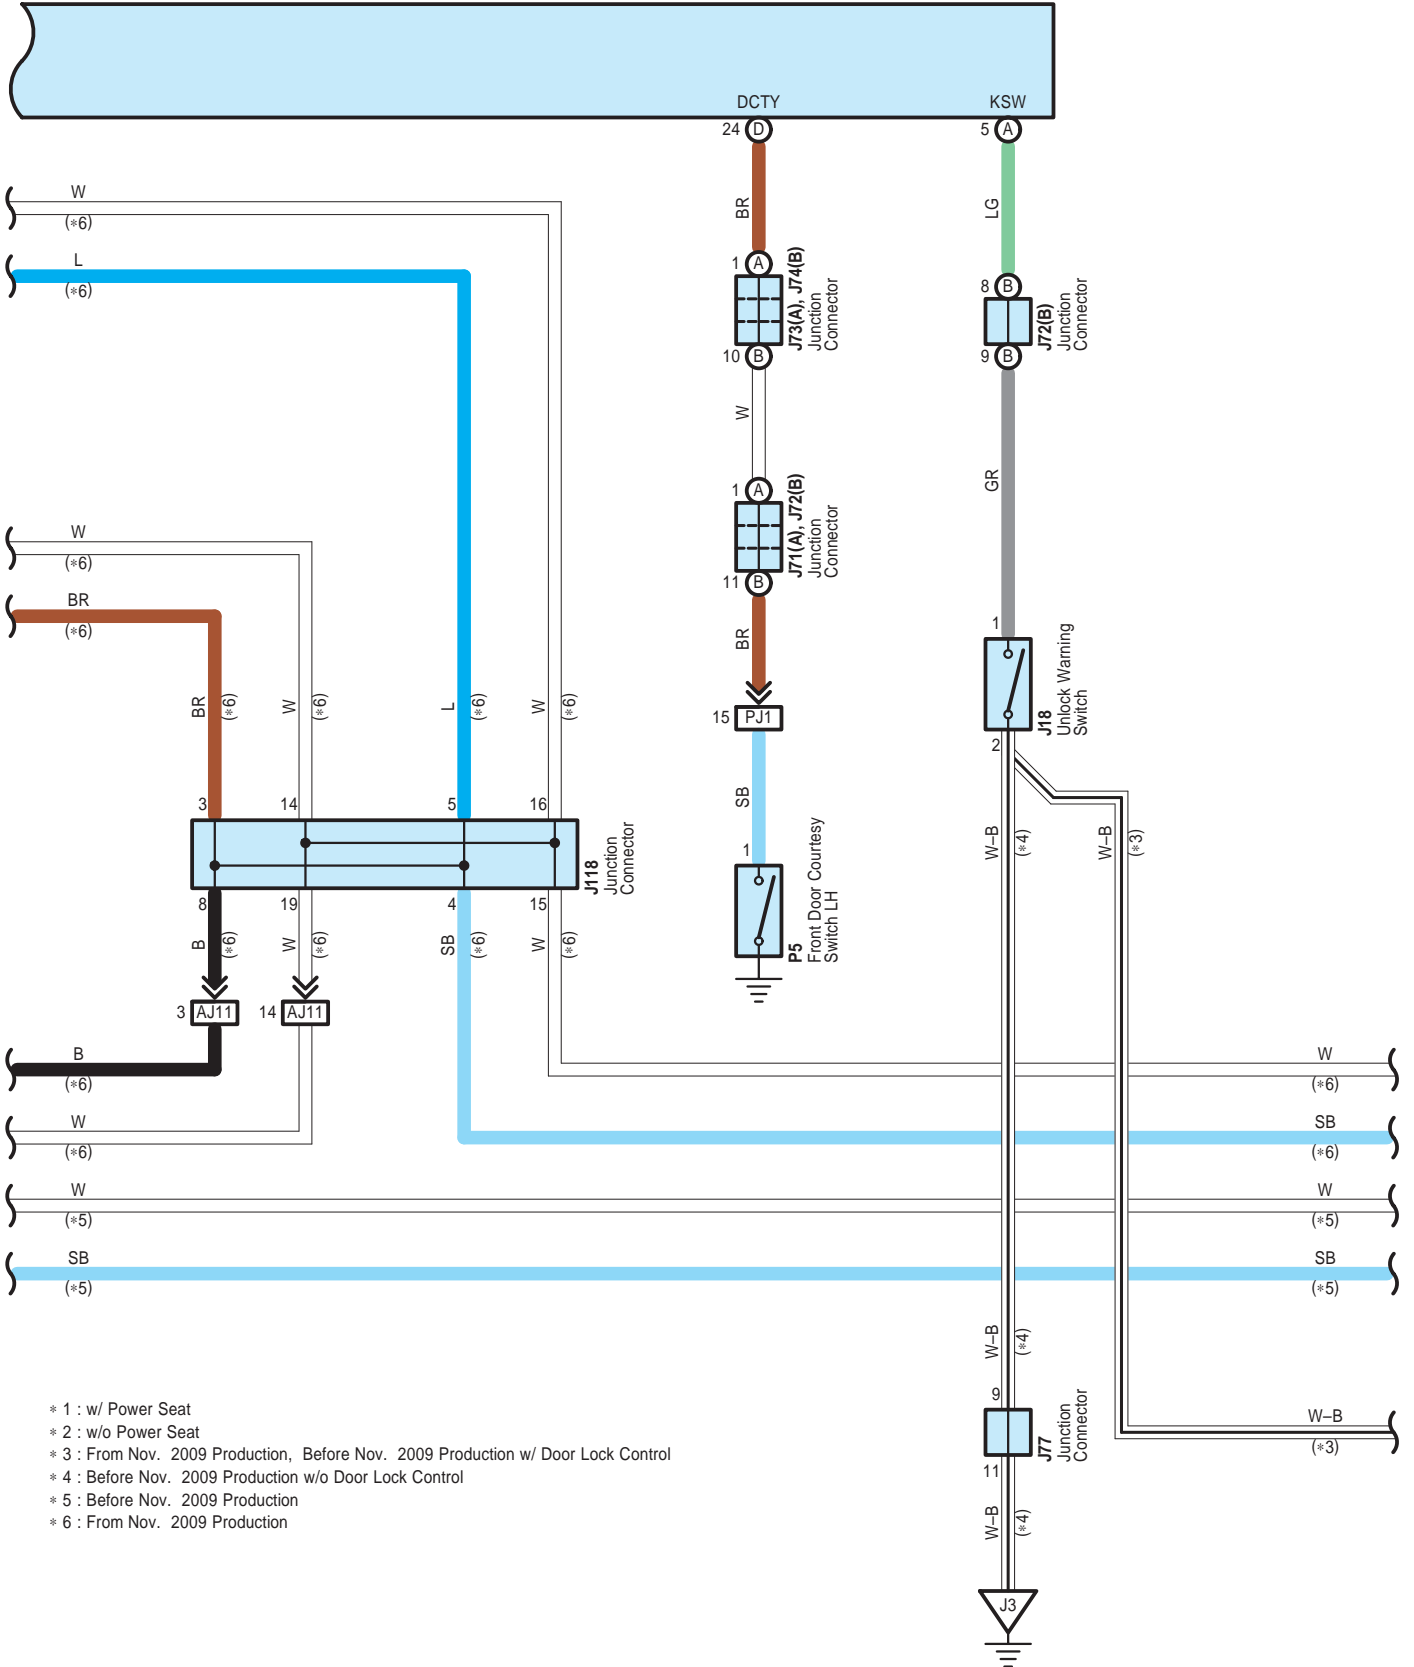 DCTY
KSW
24 D
5 A
W
(*6)
BR
LG
L
(*6)
1 A
J73(A), J74(B)
Junction
Connector
10 B
8 B
J72(B)
Junction
Connector
9 B
W
GR
1 A
J71(A), J72(B)
Junction
Connector
11 B
W
(*6)
BR
(*6)
BR
1
J18
Unlock Warning
Switch
2
BR
(*6)
W
(*6)
L
(*6)
W
(*6)
15 PJ1
SB
3
14
5
16
J118
Junction
Connector
8
19
4
15
1
P5
Front Door Courtesy
Switch LH
W–B
(*4)
W–B
(*3)
B
(*6)
W
(*6)
SB
(*6)
W
(*6)
3 AJ11
14 AJ11
B
(*6)
W
(*6)
W
(*6)
SB
(*6)
W
(*5)
W
(*5)
SB
(*5)
SB
(*5)
W–B
(*4)
9
J77
Junction
Connector
11
W–B
(*3)
W–B
(*4)
J3
* 1 : w/ Power Seat
* 2 : w/o Power Seat
* 3 : From Nov. 2009 Production, Before Nov. 2009 Production w/ Door Lock Control
* 4 : Before Nov. 2009 Production w/o Door Lock Control
* 5 : Before Nov. 2009 Production
* 6 : From Nov. 2009 Production